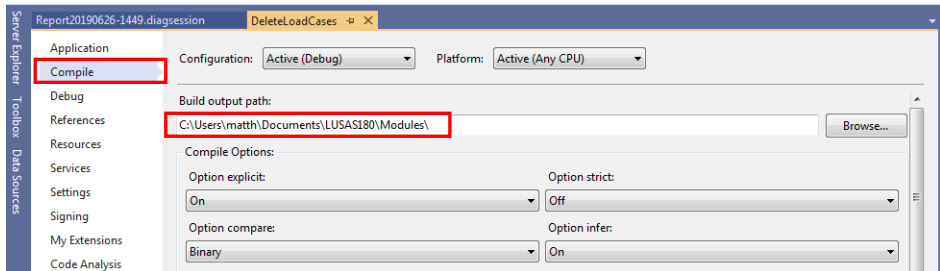 Report20190626-1449.diagsession
DeleteLoadCases
Server Explorer
Toolbox
Data Sources
Application
Compile
Debug
References
Resources
Services
Settings
Signing
My Extensions
Code Analysis
Configuration: Active (Debug) Platform: Active (Any CPU)
Build output path:
C:\Users\matth\Documents\LUSAS180\Modules\ Browse...
Compile Options:
Option explicit: Option strict:
On Off
Option compare: Option infer:
Binary On